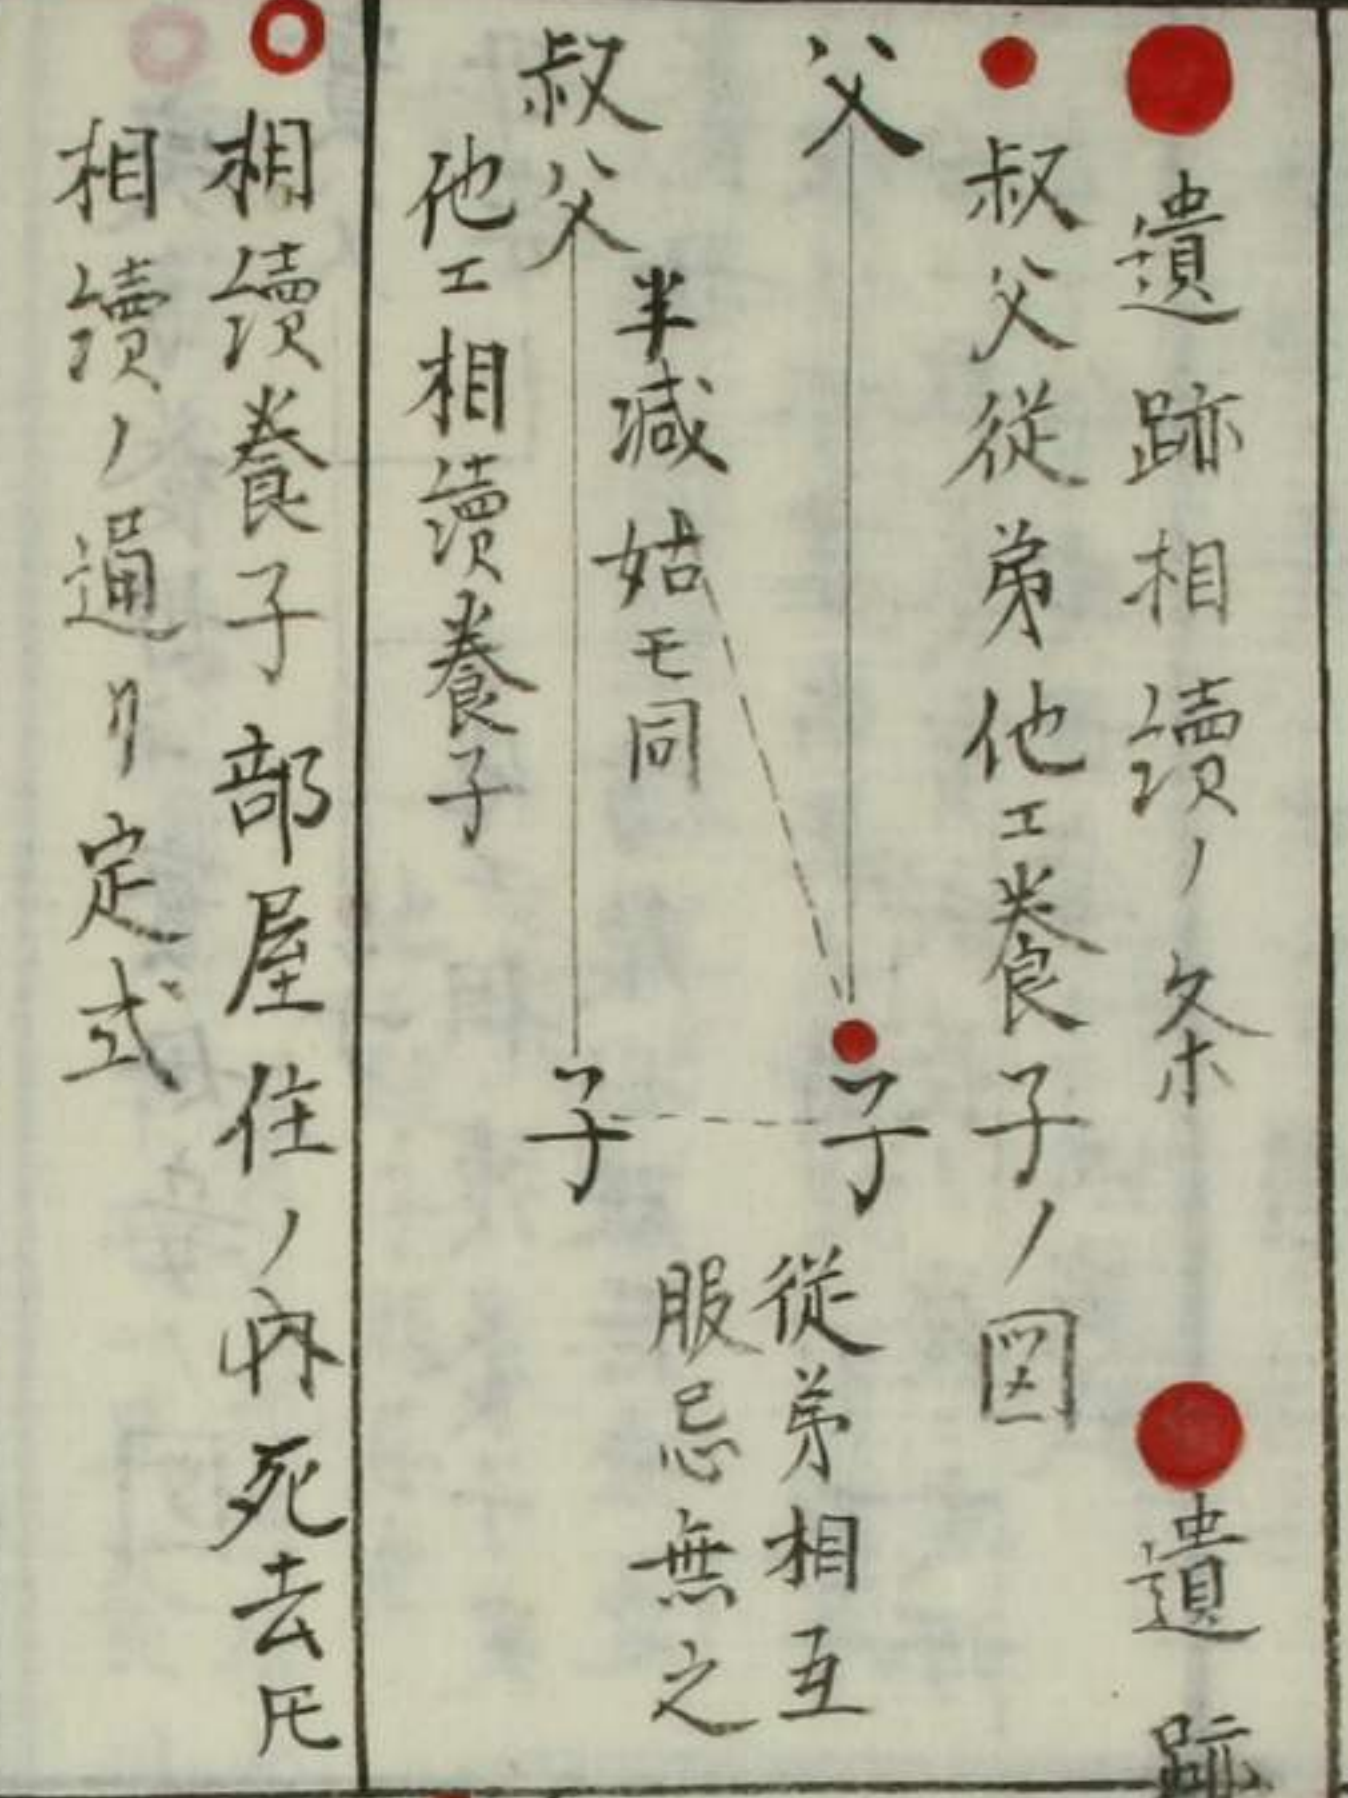 遺跡相續ノ条
遺跡
叔父從弟他エ養子ノ図
父
子
從弟相互
服忌無之
半減姑モ同
叔父
子
他エ相續養子
相續養子部屋住ノ内死去𪜈
相續ノ通リ定式